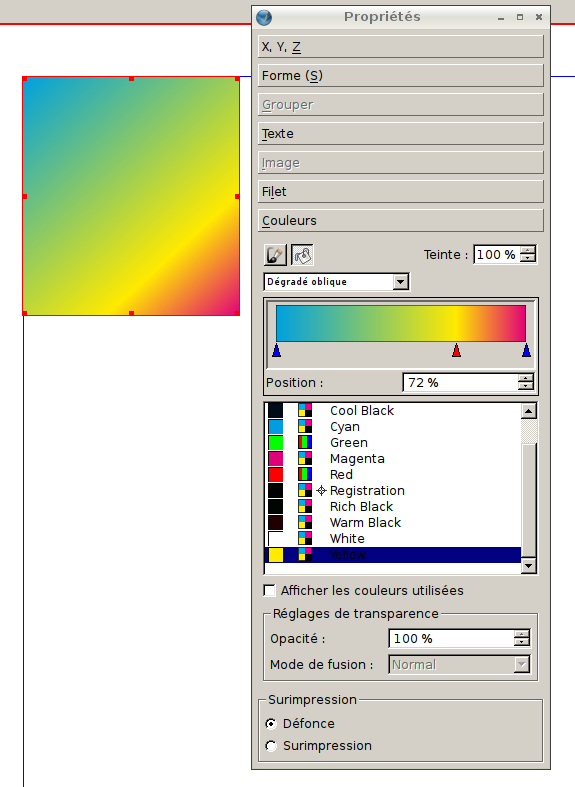 Propriétés
X, Y, Z
Forme (S)
Grouper
Texte
Image
Filet
Couleurs
Teinte : 100 %
Dégradé oblique
Position : 72 %
Cool Black
Cyan
Green
Magenta
Red
Registration
Rich Black
Warm Black
White
Yellow
Afficher les couleurs utilisées
Réglages de transparence
Opacité : 100 %
Mode de fusion : Normal
Surimpression
Défonce
Surimpression